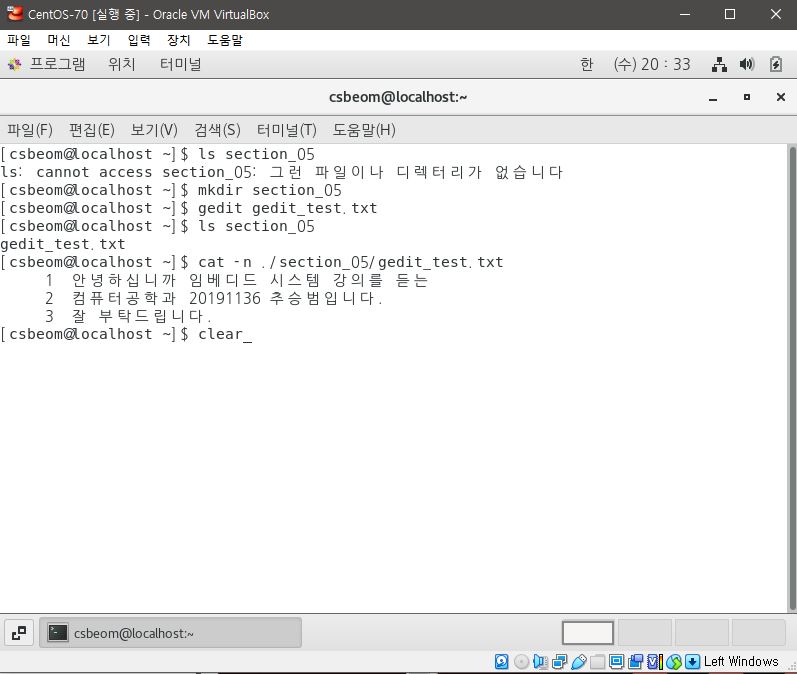 CentOS-70 [실행 중] - Oracle VM VirtualBox
파일 머신 보기 입력 장치 도움말
프로그램 위치 터미널 한 (수) 20 : 33
csbeom@localhost:~
파일(F) 편집(E) 보기(V) 검색(S) 터미널(T) 도움말(H)
[csbeom@localhost ~]$ ls section_05
ls: cannot access section_05: 그런 파일이나 디렉터리가 없습니다
[csbeom@localhost ~]$ mkdir section_05
[csbeom@localhost ~]$ gedit gedit_test.txt
[csbeom@localhost ~]$ ls section_05
gedit_test.txt
[csbeom@localhost ~]$ cat -n ./section_05/gedit_test.txt
1 안녕하십니까 임베디드 시스템 강의를 듣는
2 컴퓨터공학과 20191136 추승범입니다.
3 잘 부탁드립니다.
[csbeom@localhost ~]$ clear_
csbeom@localhost:~
Left Windows